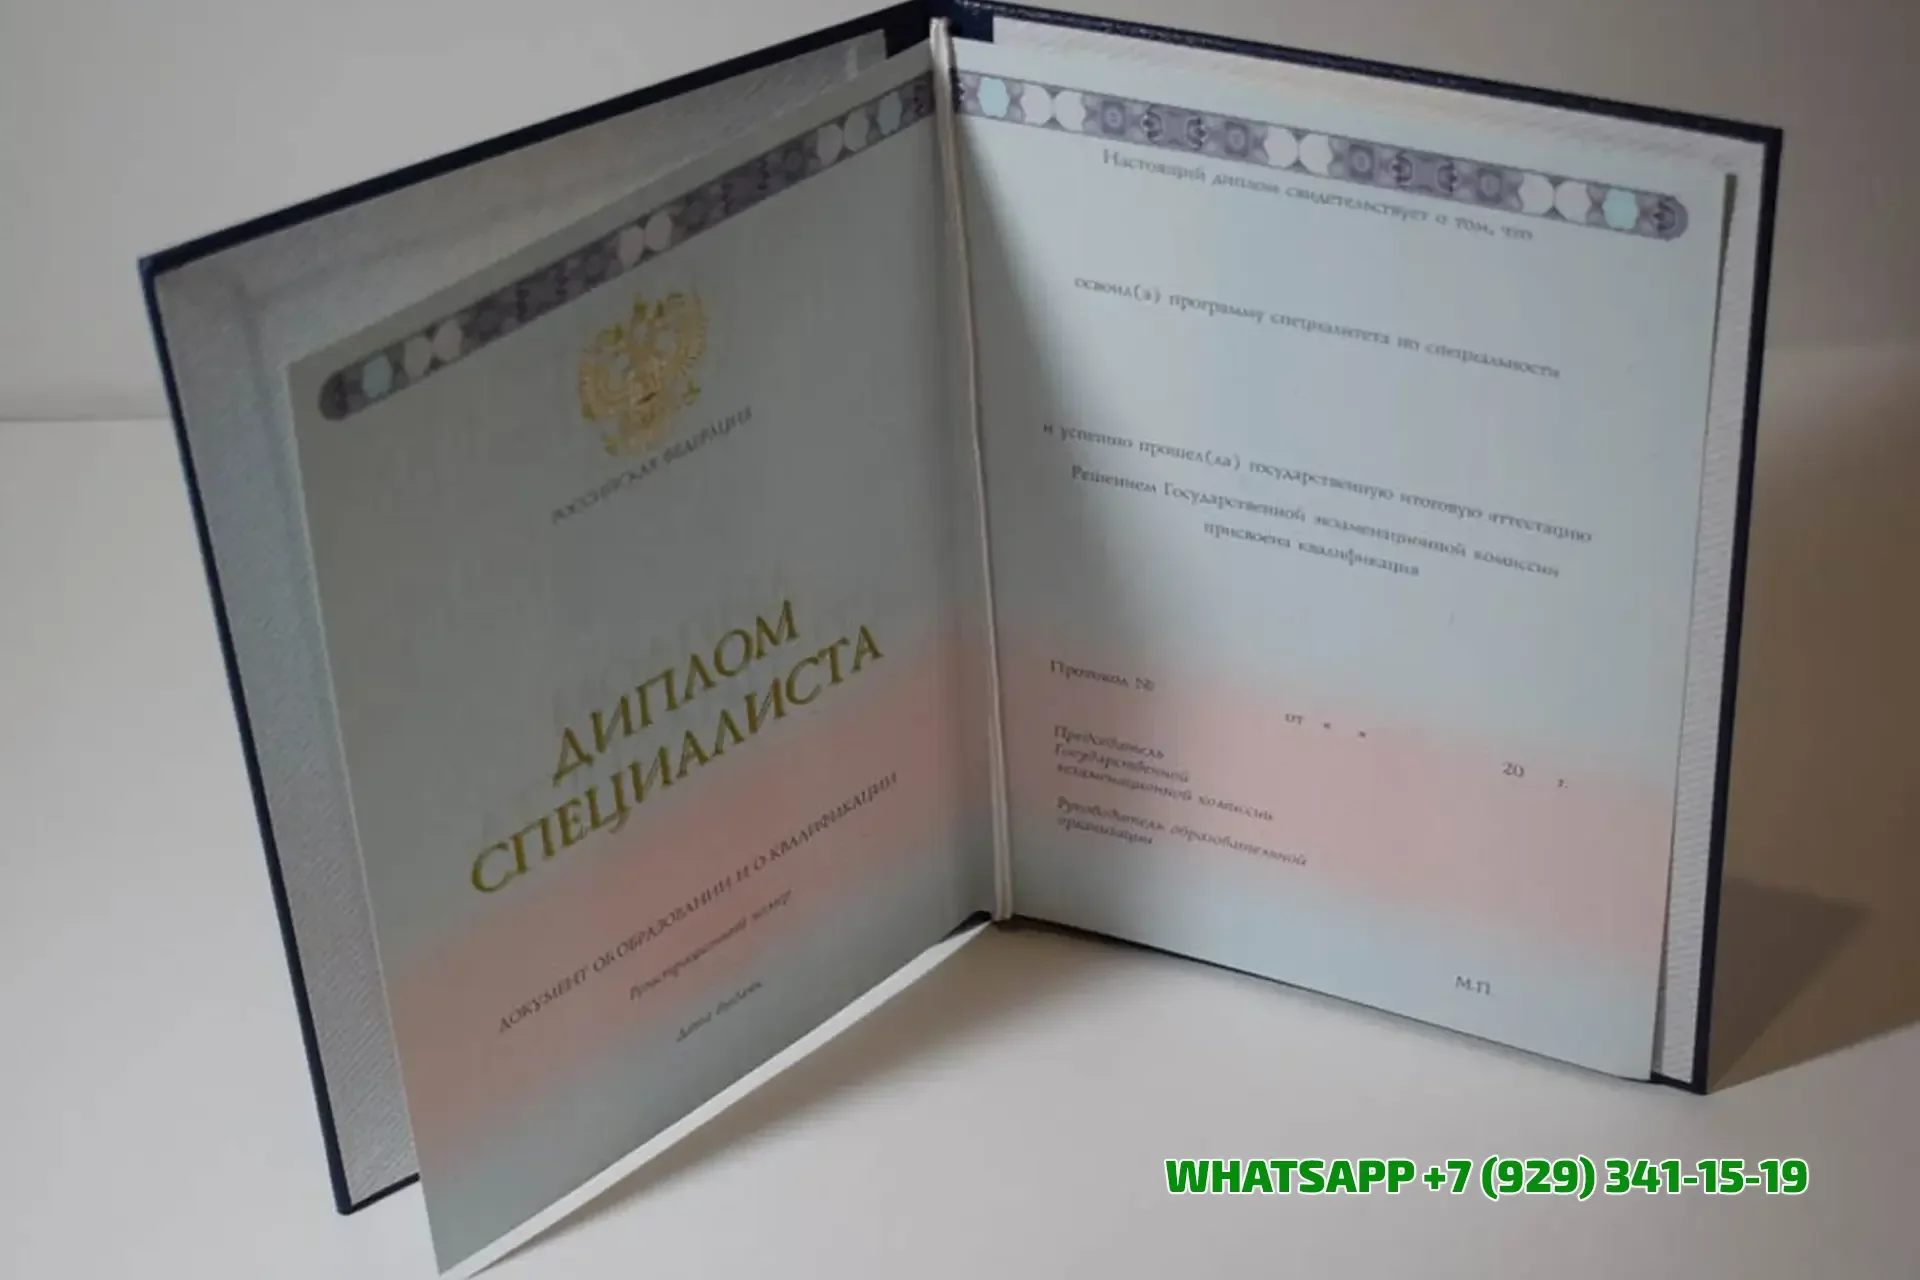 РОССИЙСКАЯ ФЕДЕРАЦИЯ
ДИПЛОМ
СПЕЦИАЛИСТА
ДОКУМЕНТ ОБ ОБРАЗОВАНИИ И О КВАЛИФИКАЦИИ
Регистрационный номер
Дата выдачи
Настоящий диплом свидетельствует о том, что
освоил(а) программу специалитета по специальности
и успешно прошел(ла) государственную итоговую аттестацию
Решением Государственной экзаменационной комиссии
присвоена квалификация
Протокол №
от « »
20 г.
Председатель
Государственной
экзаменационной комиссии
Руководитель образовательной
организации
М.П.
WHATSAPP +7 (929) 341-15-19